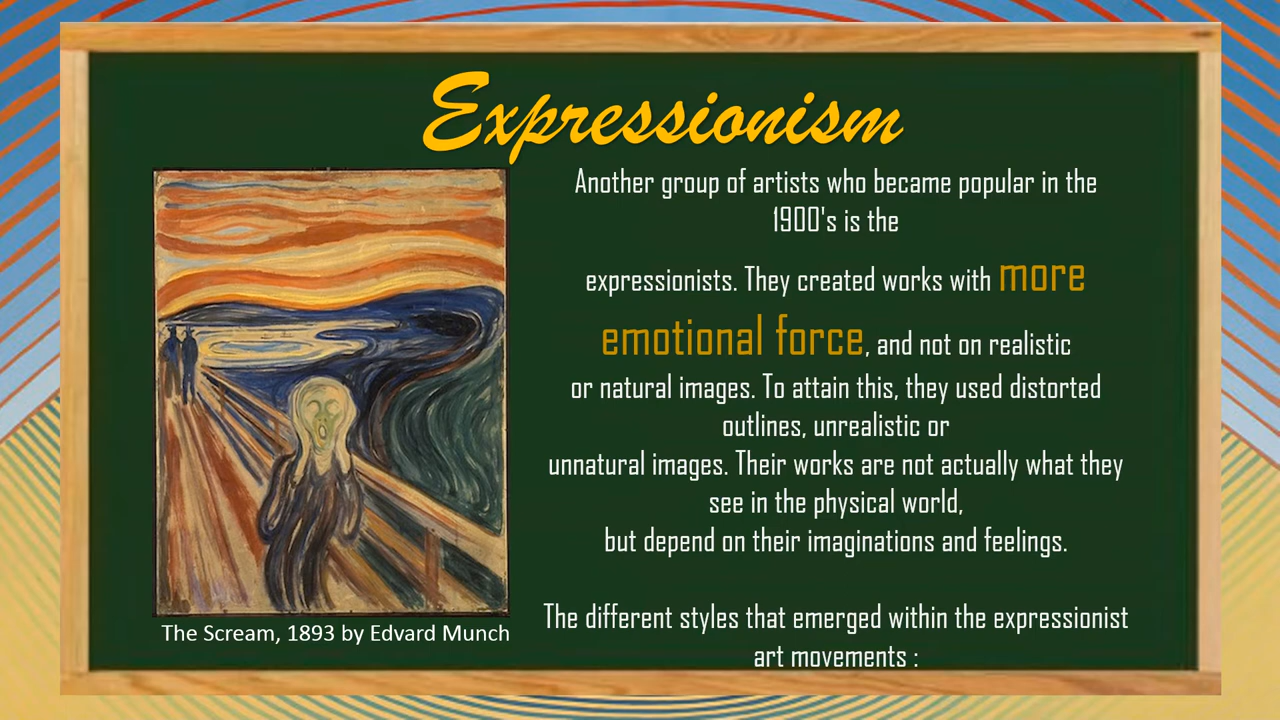 Expressionism
Another group of artists who became popular in the
1900's is the
expressionists. They created works with more
emotional force, and not on realistic
or natural images. To attain this, they used distorted
outlines, unrealistic or
unnatural images. Their works are not actually what they
see in the physical world,
but depend on their imaginations and feelings.
The different styles that emerged within the expressionist
art movements :
The Scream, 1893 by Edvard Munch